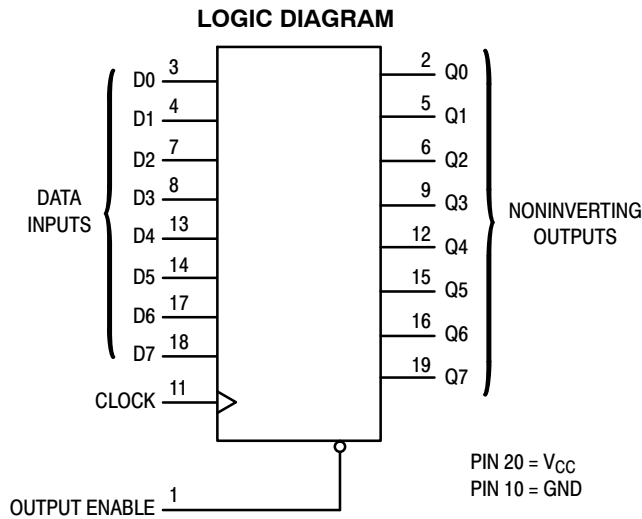 LOGIC DIAGRAM
DATA
INPUTS
D0 3
D1 4
D2 7
D3 8
D4 13
D5 14
D6 17
D7 18
CLOCK 11
OUTPUT ENABLE 1
2 Q0
5 Q1
6 Q2
9 Q3
12 Q4
15 Q5
16 Q6
19 Q7
NONINVERTING
OUTPUTS
PIN 20 = VCC
PIN 10 = GND